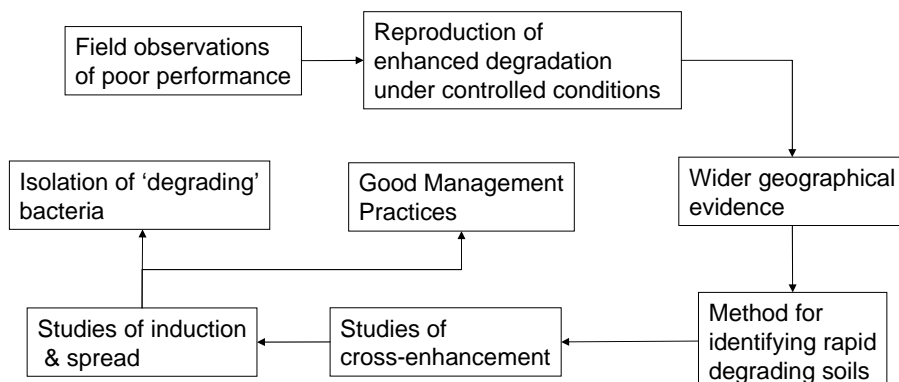 Field observations
of poor performance
Reproduction of
enhanced degradation
under controlled conditions
Wider geographical
evidence
Method for
identifying rapid
degrading soils
Studies of
cross-enhancement
Studies of induction
& spread
Isolation of ‘degrading’
bacteria
Good Management
Practices